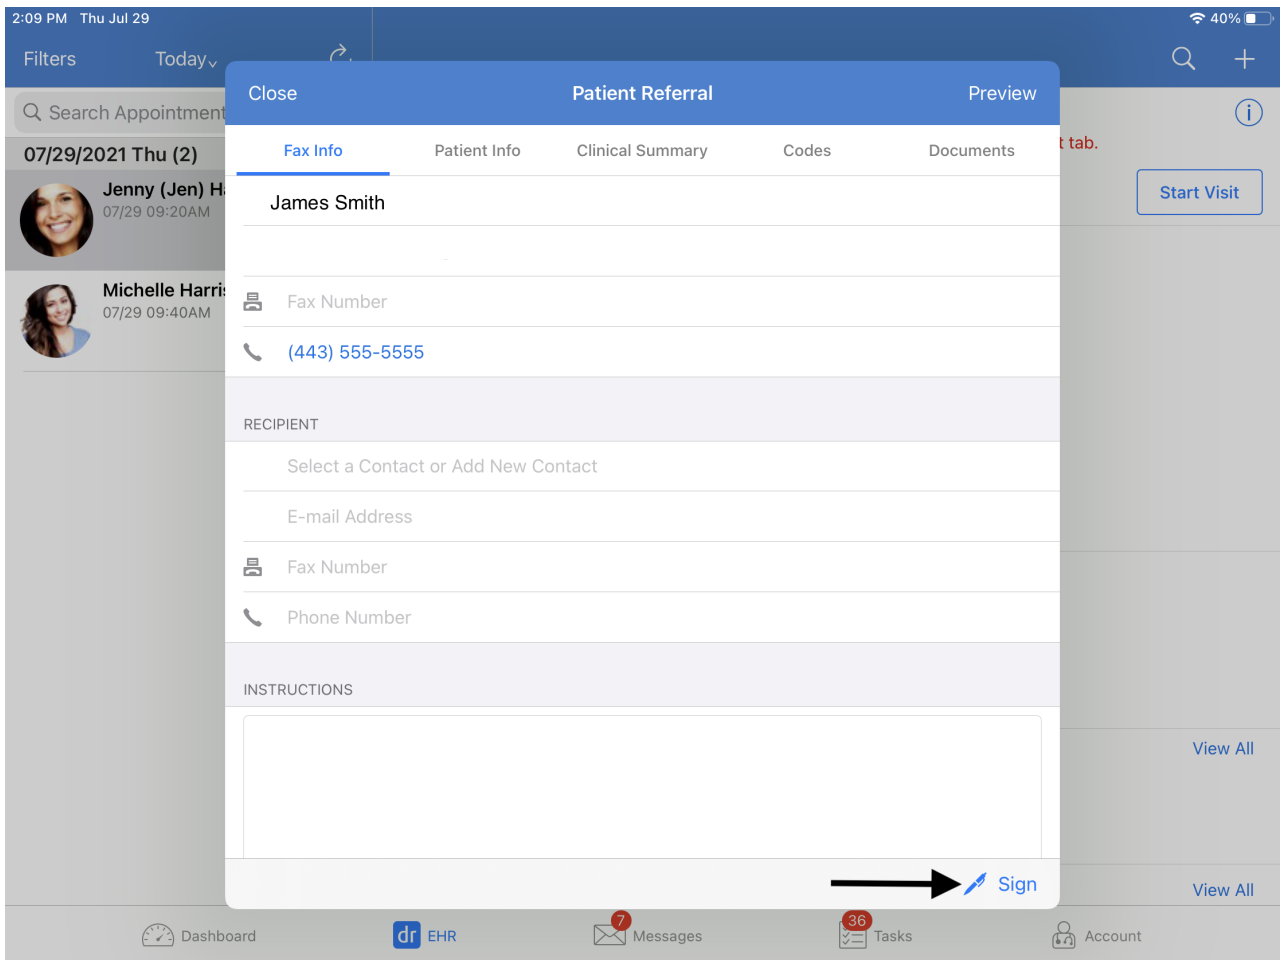 2:09 PM Thu Jul 29
40%
Filters Today
Search Appointment
07/29/2021 Thu (2)
Jenny (Jen) H
07/29 09:20AM
Michelle Harris
07/29 09:40AM
Close Patient Referral Preview
Fax Info Patient Info Clinical Summary Codes Documents
James Smith
Fax Number
(443) 555-5555
RECIPIENT
Select a Contact or Add New Contact
E-mail Address
Fax Number
Phone Number
INSTRUCTIONS
Sign
t tab.
Start Visit
View All
View All
Dashboard
dr EHR
7 Messages
36 Tasks
Account